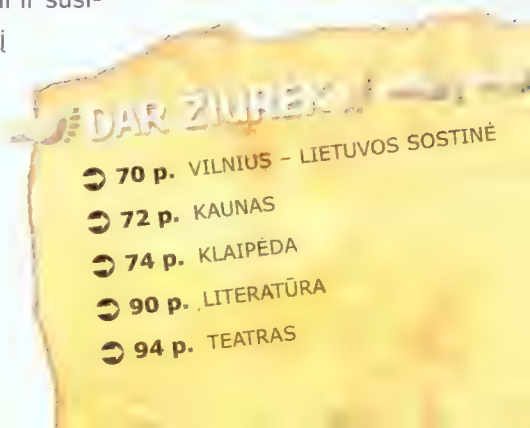 į
DAR ŽIŪRĖK
70 p. VILNIUS – LIETUVOS SOSTINĖ
72 p. KAUNAS
74 p. KLAIPĖDA
90 p. LITERATŪRA
94 p. TEATRAS